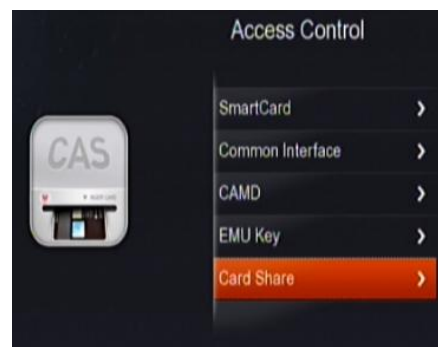 Access Control
SmartCard
Common Interface
CAS
CAMD
EMU Key
Card Share